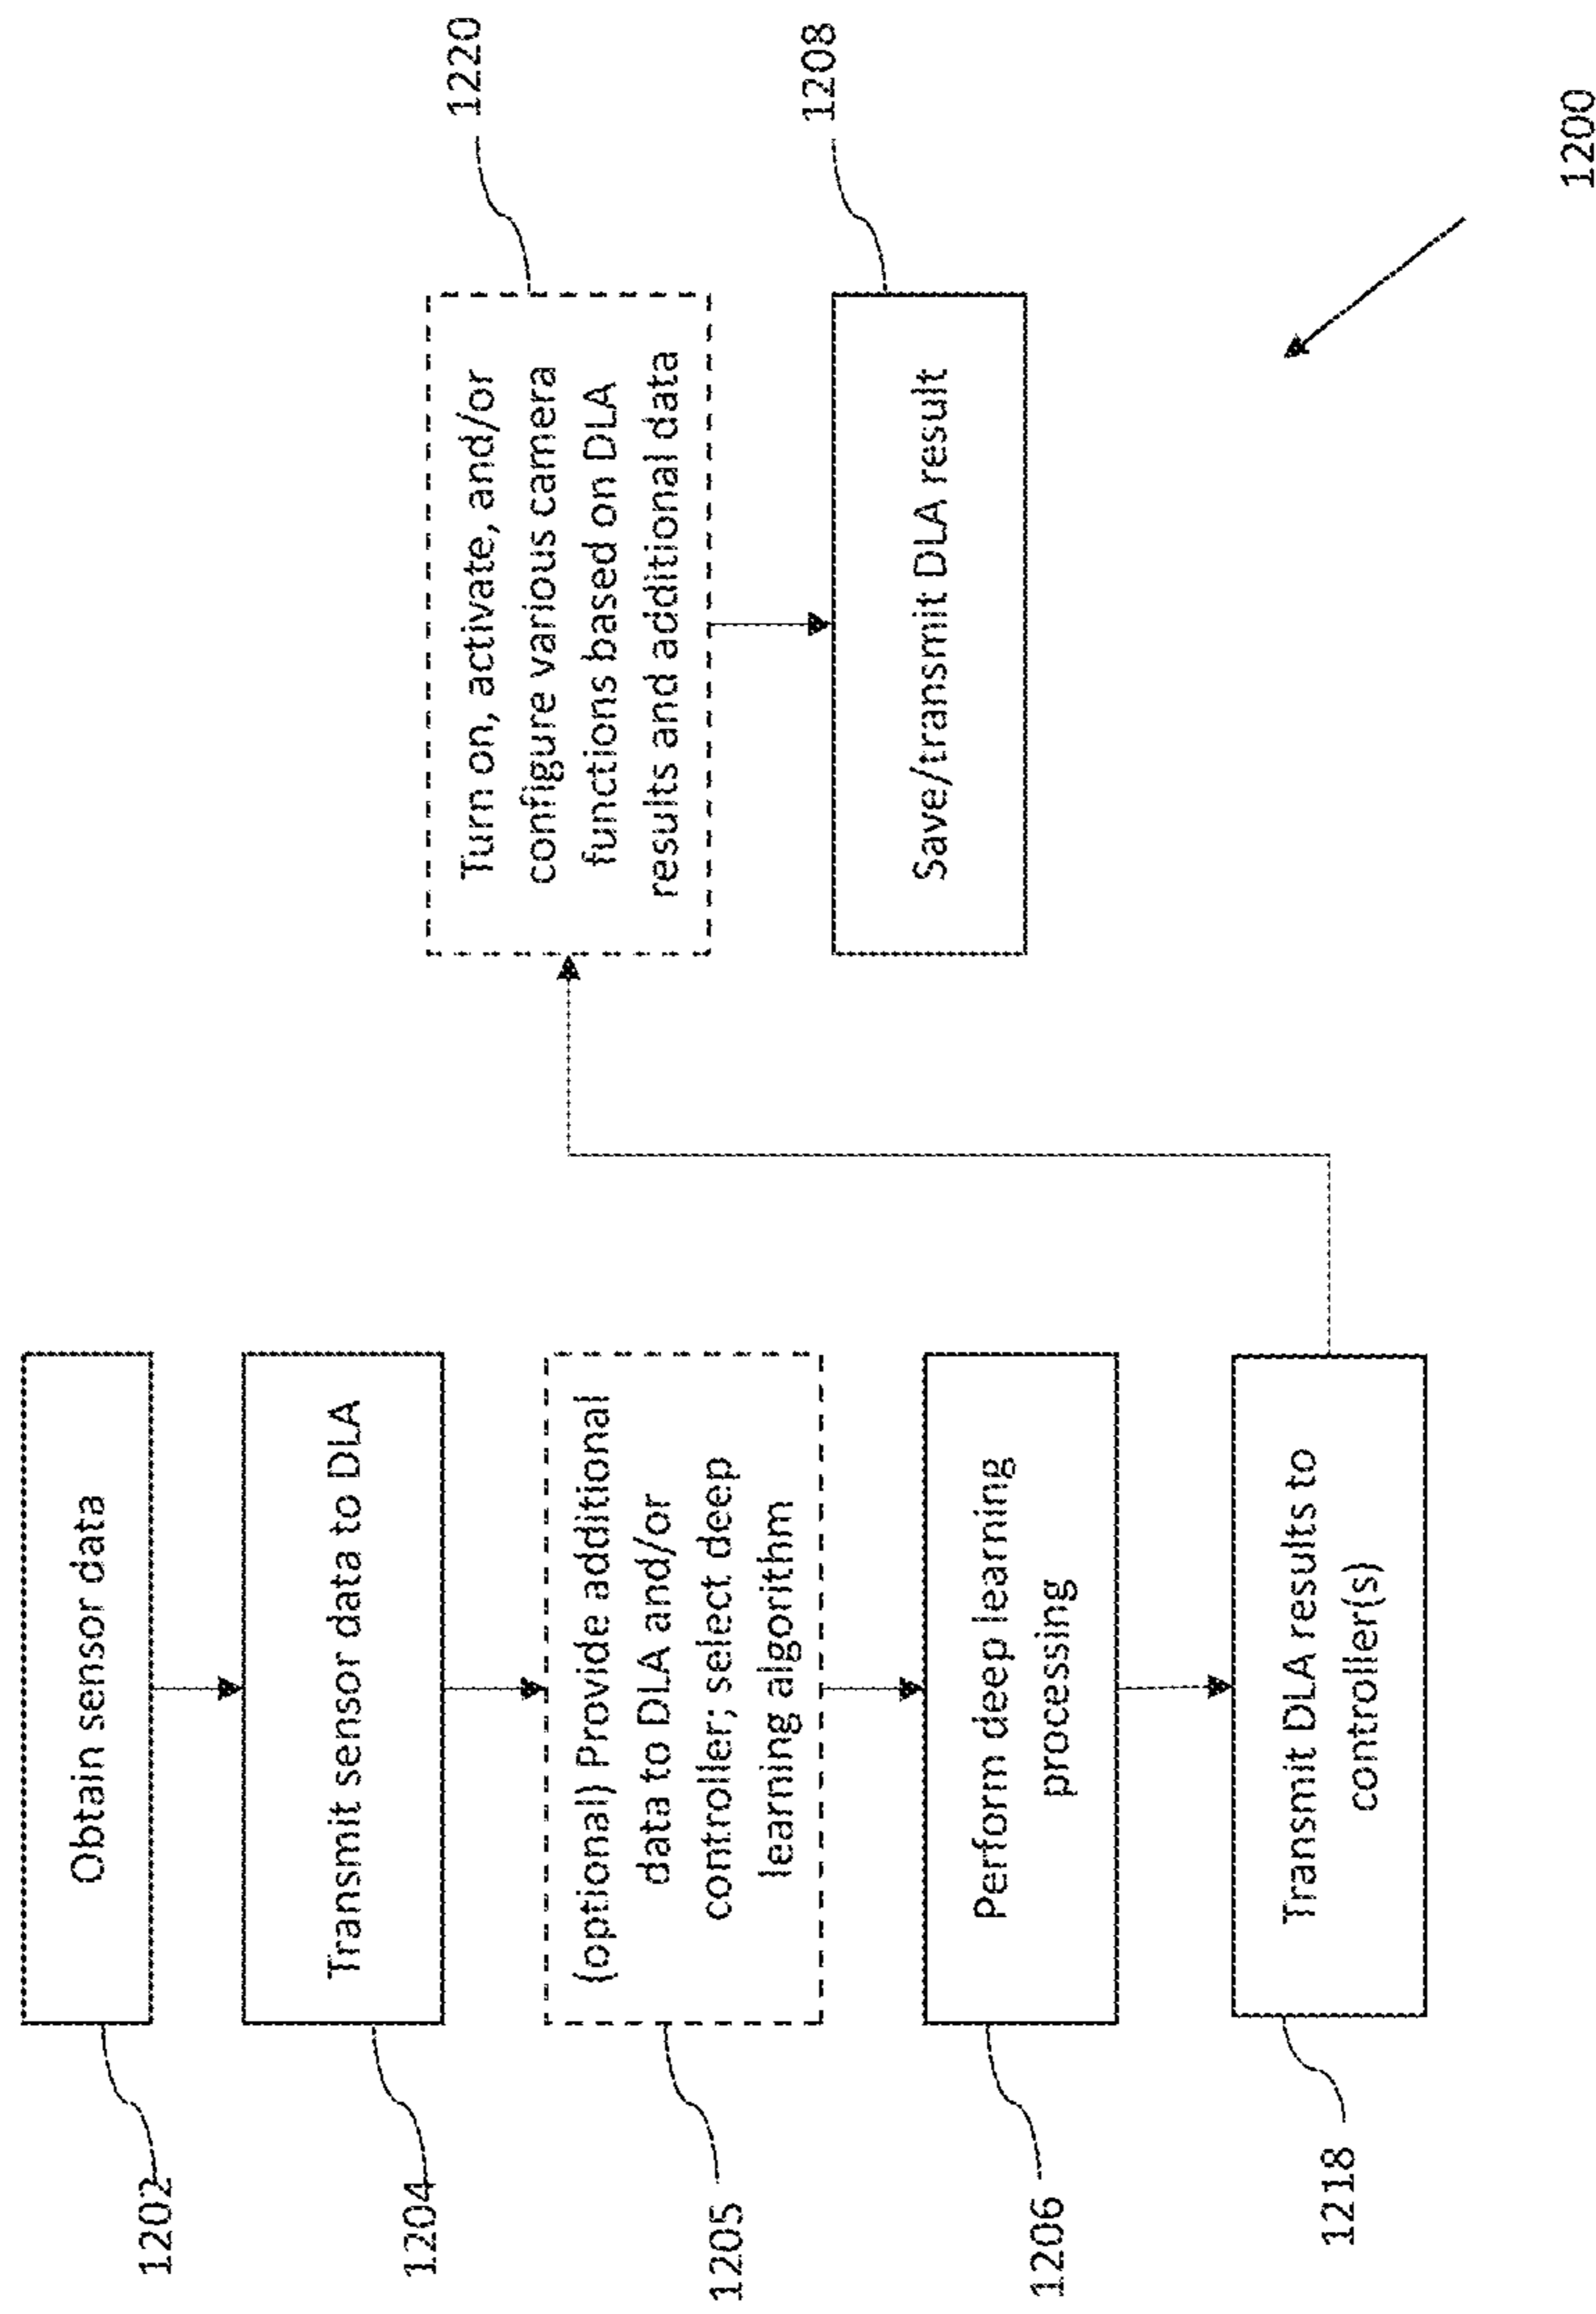 1202
Obtain sensor data
1204
Transmit sensor data to DLA
1205
(optional) Provide additional
data to DLA and/or
controller; select deep
learning algorithm
1206
Perform deep learning
processing
1218
Transmit DLA results to
controller(s)
1220
Turn on, activate, and/or
configure various camera
functions based on DLA
results and additional data
1208
Save/transmit DLA result
1200